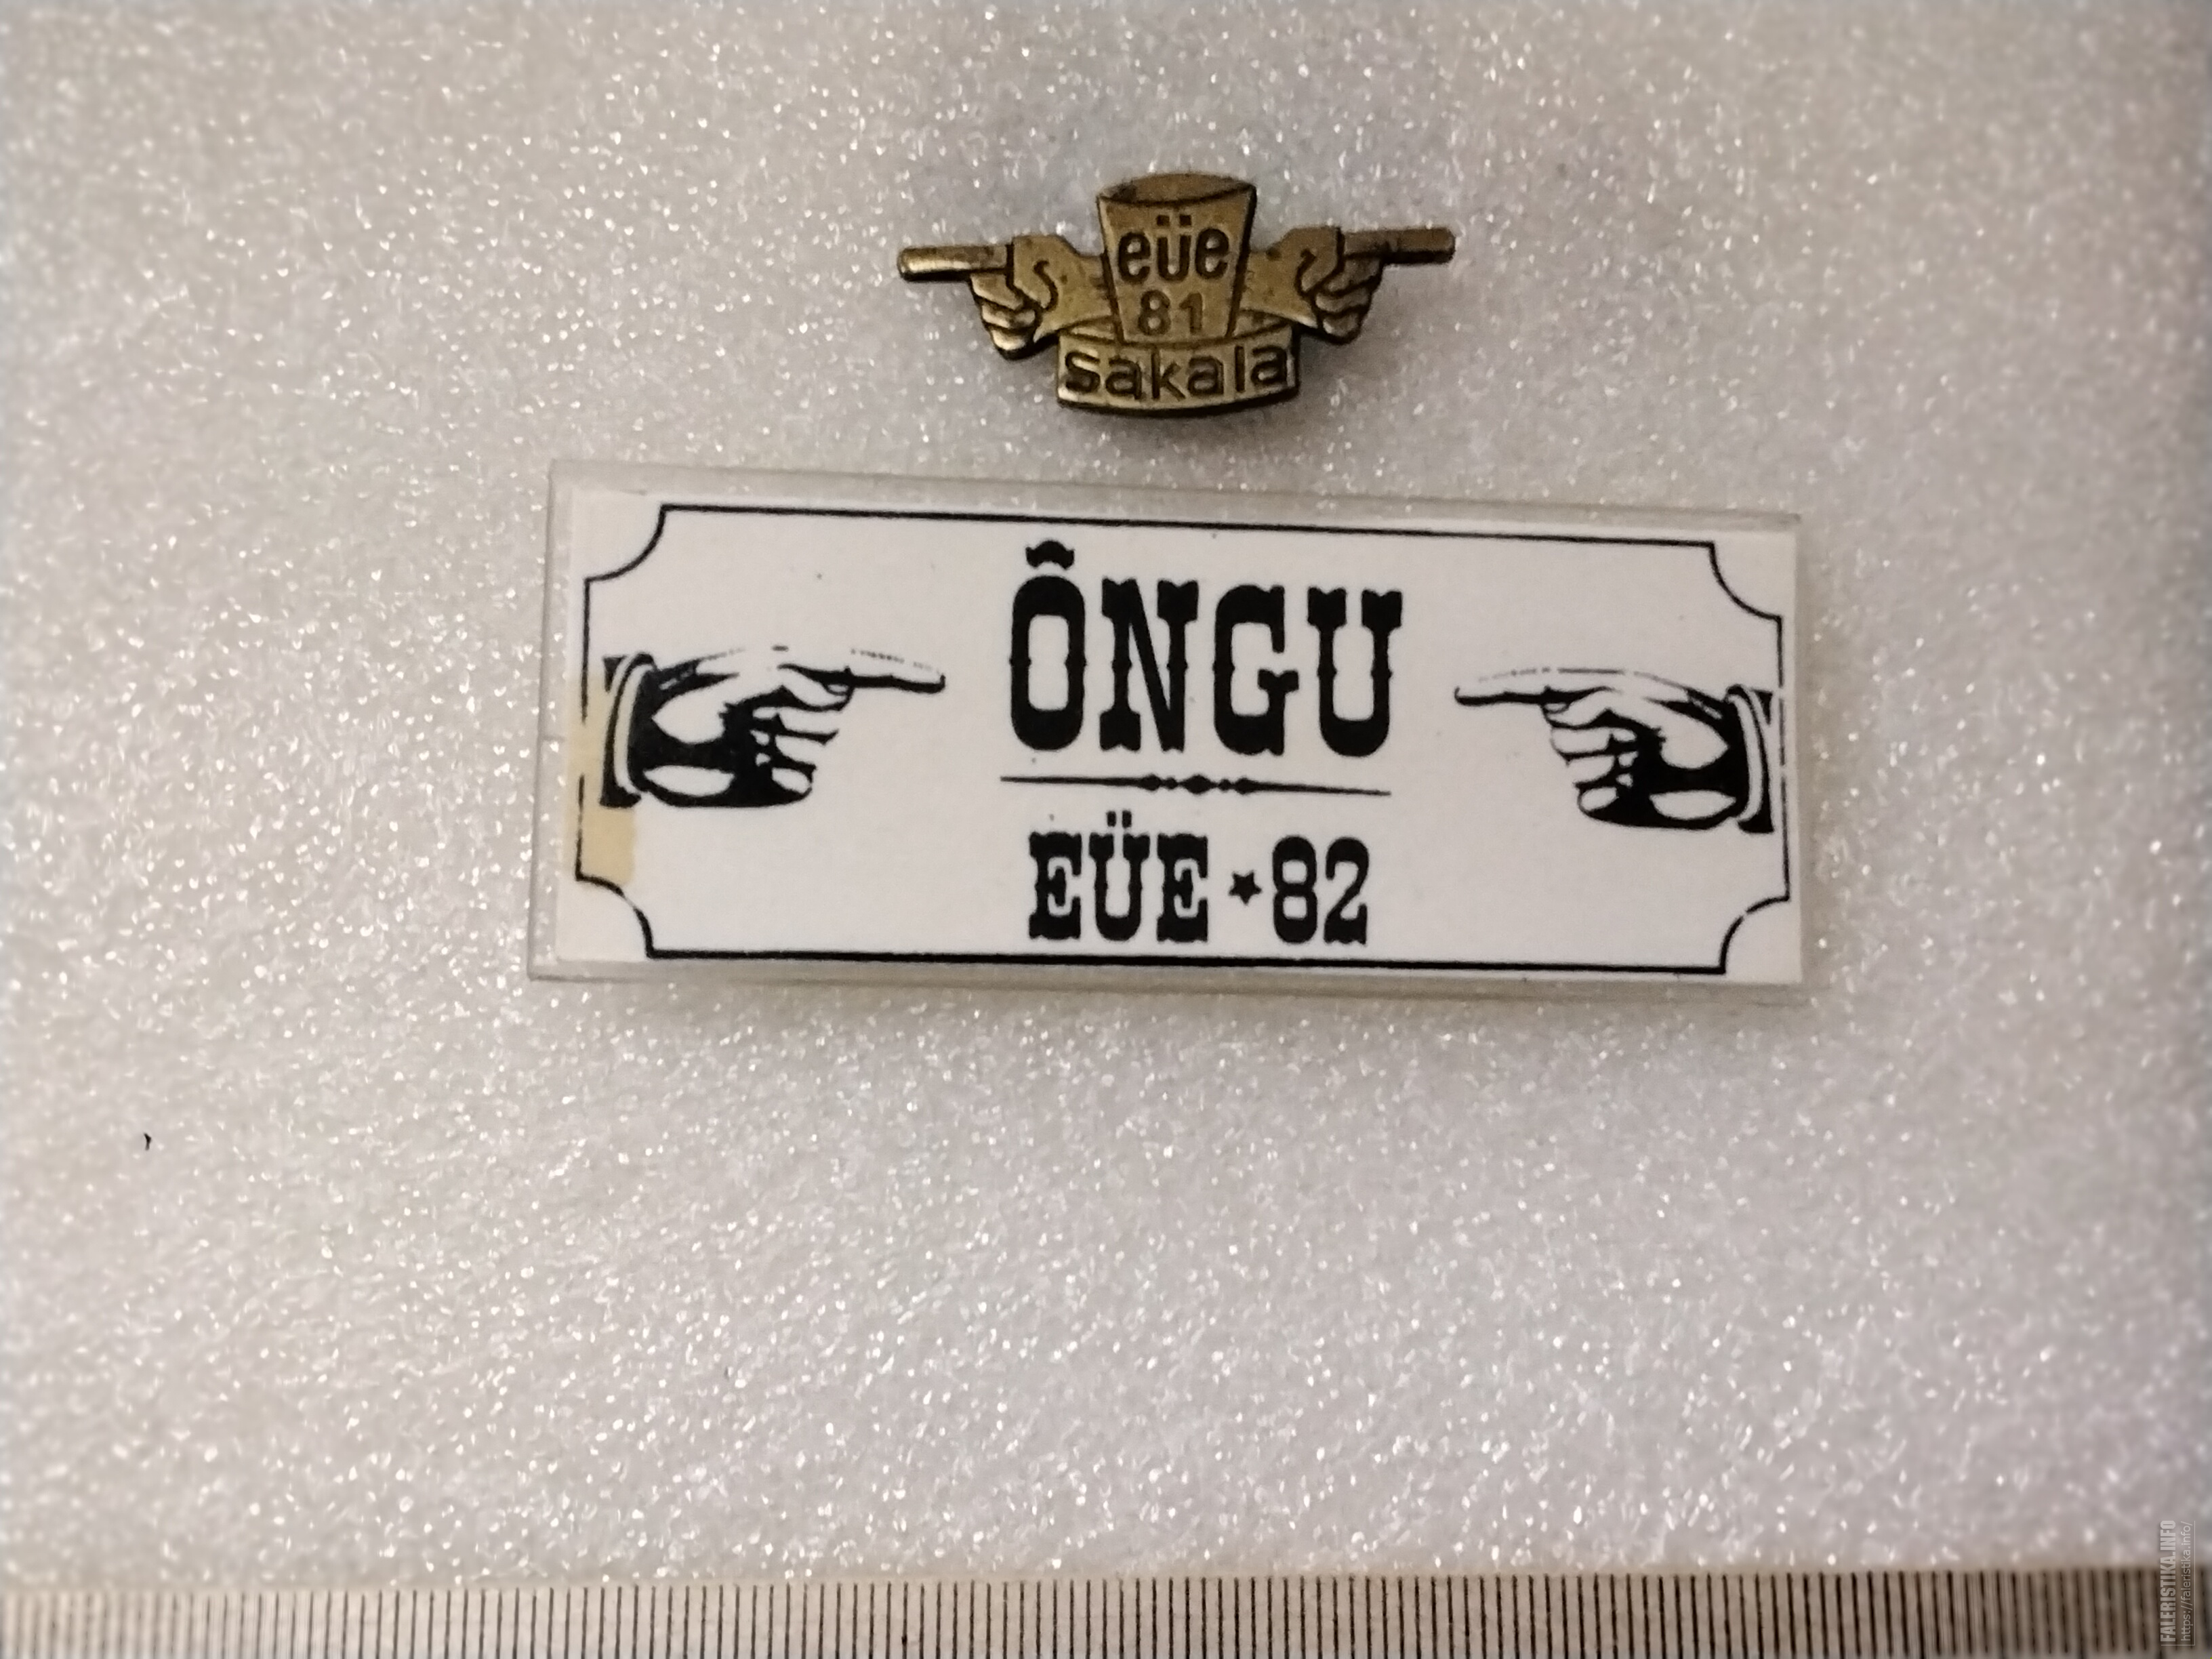 eüe
81
sakala
ÕNGU
EÜE★82
FALERISTIKA.INFO
https://faleristika.info/